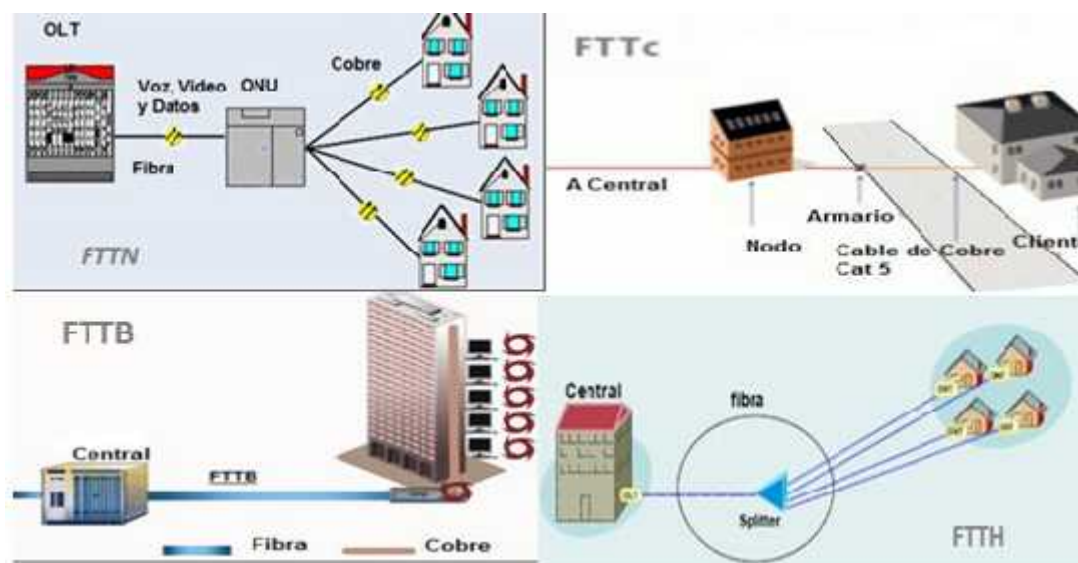 OLT
Voz, Video
y Datos
ONU
Cobre
Fibra
FTTN
FTTc
A Central
Nodo
Armario
Cable de Cobre
Cat 5
Client
FTTB
Central
FTTB
Fibra
Cobre
Central
OLT
fibra
Splitter
FTTH